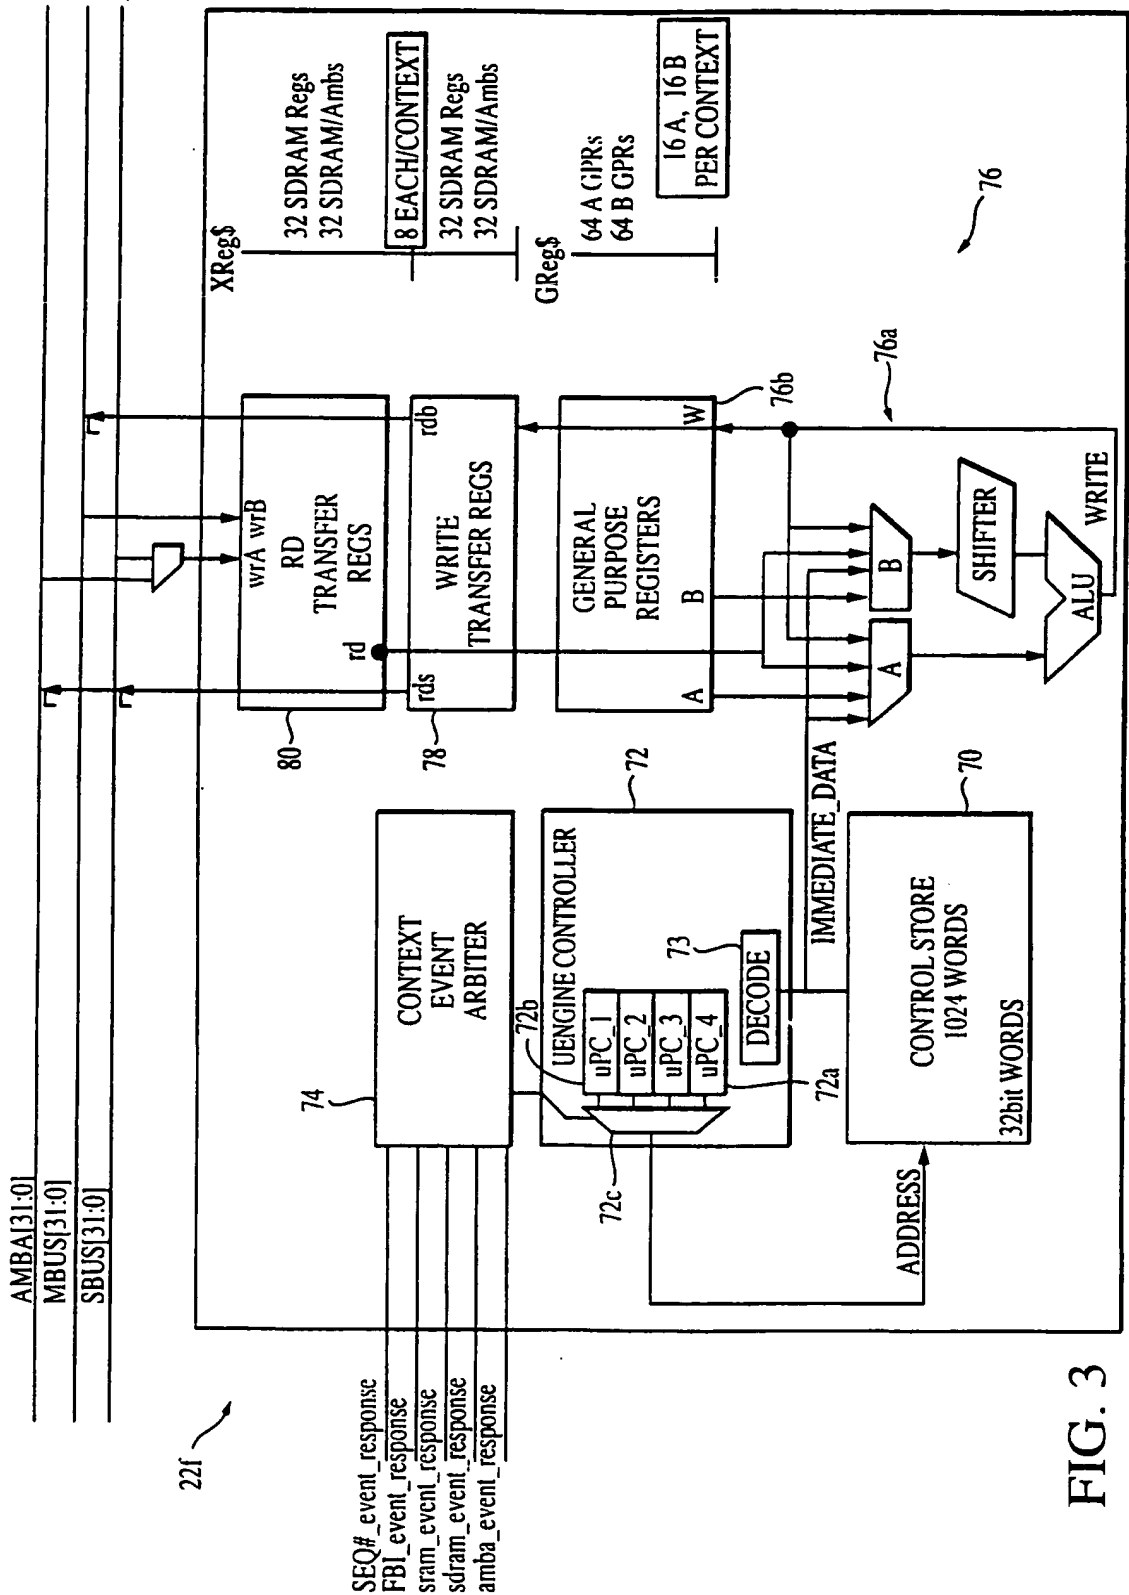 AMBA[31:0]
MBUS[31:0]
SBUS[31:0]
22f
SEQ#_event_response
FBI_event_response
sram_event_response
sdram_event_response
amba_event_response
74
CONTEXT
EVENT
ARBITER
72
UENGINE CONTROLLER
72b
uPC_1
uPC_2
uPC_3
uPC_4
72a
72c
73
DECODE
IMMEDIATE_DATA
ADDRESS
70
CONTROL STORE
1024 WORDS
32bit WORDS
80
wrA wrB
RD
TRANSFER
REGS
rd
78
rds
rdb
WRITE
TRANSFER REGS
GENERAL
PURPOSE
REGISTERS
A
B
W
76b
76a
A
B
SHIFTER
ALU
WRITE
XReg$
32 SDRAM Regs
32 SDRAM/Ambs
8 EACH/CONTEXT
32 SDRAM Regs
32 SDRAM/Ambs
GReg$
64 A GPRs
64 B GPRs
16 A, 16 B
PER CONTEXT
76
FIG. 3